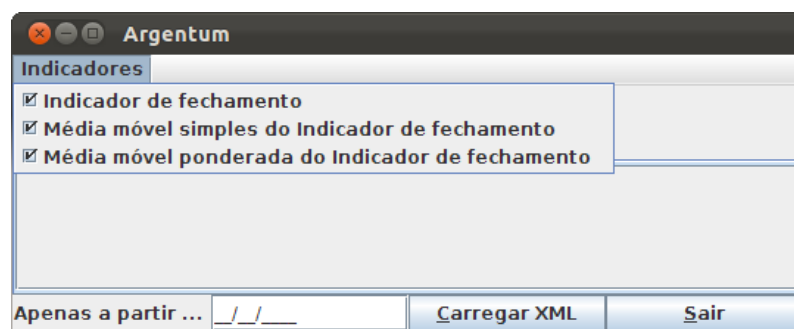 Argentum
Indicadores
Indicador de fechamento
Média móvel simples do Indicador de fechamento
Média móvel ponderada do Indicador de fechamento
Apenas a partir ... __/__/____ Carregar XML Sair